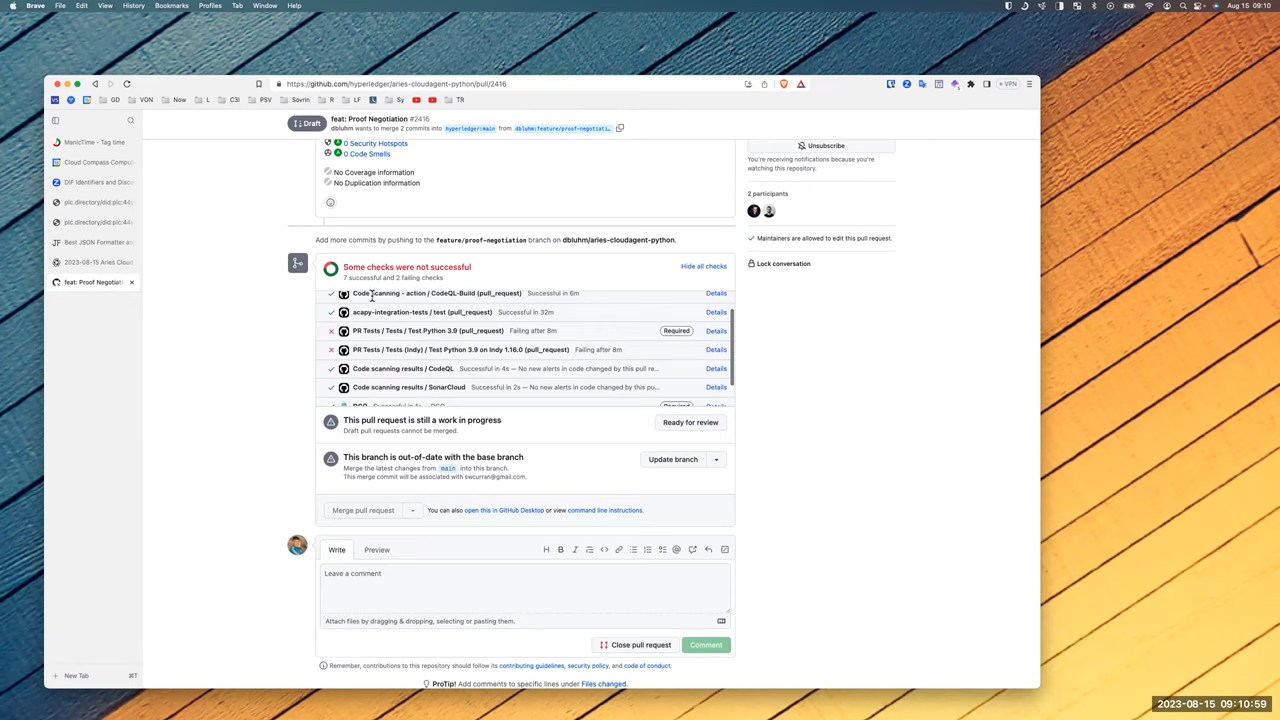 Brave File Edit View History Bookmarks Profiles Tab Window Help
Aug 15 09:10
https://github.com/hyperledger/aries-cloudagent-python/pull/2416
VPN
GD VON Now L C3I PSV Sovrin R LF Sy TR
ManicTime - Tag time
Cloud Compass Comput
DIF Identifiers and Disco
plc.directory/did:plc:44y
plc.directory/did:plc:44y
Best JSON Formatter an
2023-08-15 Aries Cloud
feat: Proof Negotiatio
New Tab ⌘T
Draft
feat: Proof Negotiation #2416
dbluhm wants to merge 2 commits into hyperledger:main from dbluhm:feature/proof-negotiati…
0 Security Hotspots
0 Code Smells
No Coverage information
No Duplication information
Add more commits by pushing to the feature/proof-negotiation branch on dbluhm/aries-cloudagent-python.
Some checks were not successful
7 successful and 2 failing checks
Hide all checks
Code scanning - action / CodeQL-Build (pull_request) Successful in 6m Details
acapy-integration-tests / test (pull_request) Successful in 32m Details
PR Tests / Tests / Test Python 3.9 (pull_request) Failing after 8m Required Details
PR Tests / Tests (Indy) / Test Python 3.9 on Indy 1.16.0 (pull_request) Failing after 8m Details
Code scanning results / CodeQL Successful in 4s — No new alerts in code changed by this pull re… Details
Code scanning results / SonarCloud Successful in 2s — No new alerts in code changed by this pu… Details
This pull request is still a work in progress
Draft pull requests cannot be merged.
Ready for review
This branch is out-of-date with the base branch
Merge the latest changes from main into this branch.
This merge commit will be associated with swcurran@gmail.com.
Update branch
Merge pull request
You can also open this in GitHub Desktop or view command line instructions.
Write Preview
Leave a comment
Attach files by dragging & dropping, selecting or pasting them.
Close pull request
Comment
Remember, contributions to this repository should follow its contributing guidelines, security policy, and code of conduct.
ProTip! Add comments to specific lines under Files changed.
Unsubscribe
You're receiving notifications because you're
watching this repository.
2 participants
Maintainers are allowed to edit this pull request.
Lock conversation
2023-08-15 09:10:59